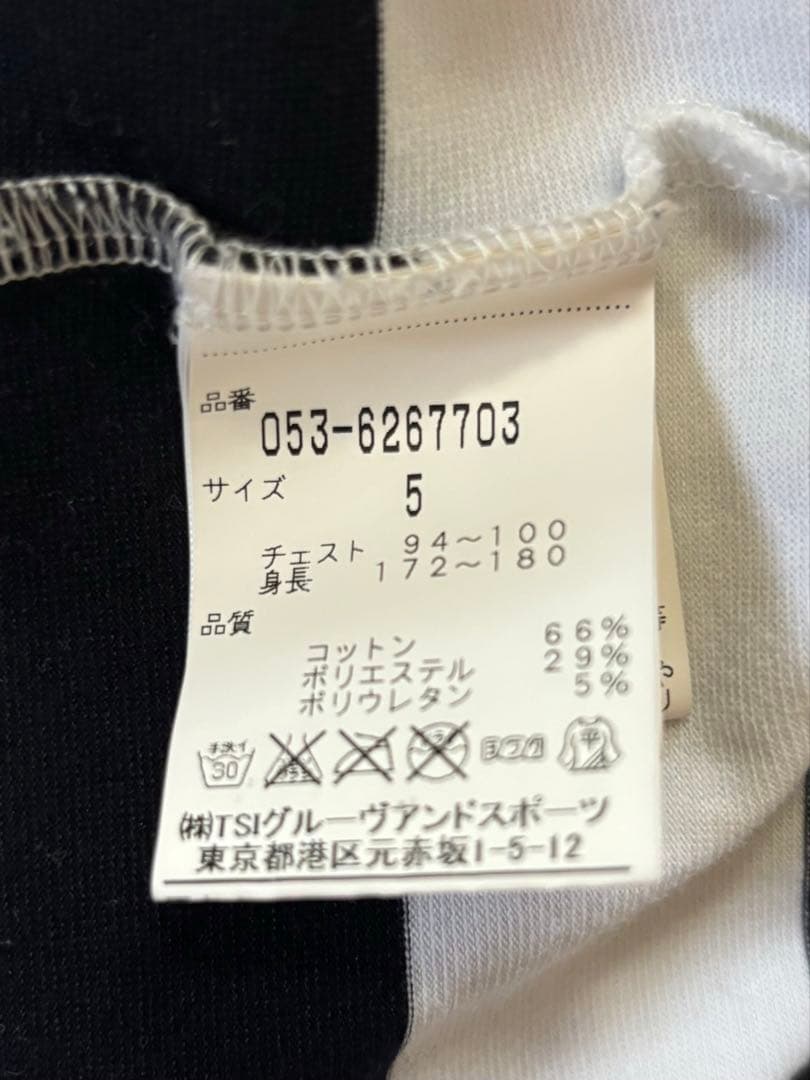 品番
053-6267703
サイズ 5
チェスト 94～100
身長 172～180
品質
コットン 66%
ポリエステル 29%
ポリウレタン 5%
手洗イ
30
平
(株)TSIグルーヴアンドスポーツ
東京都港区元赤坂1-5-12
や
り